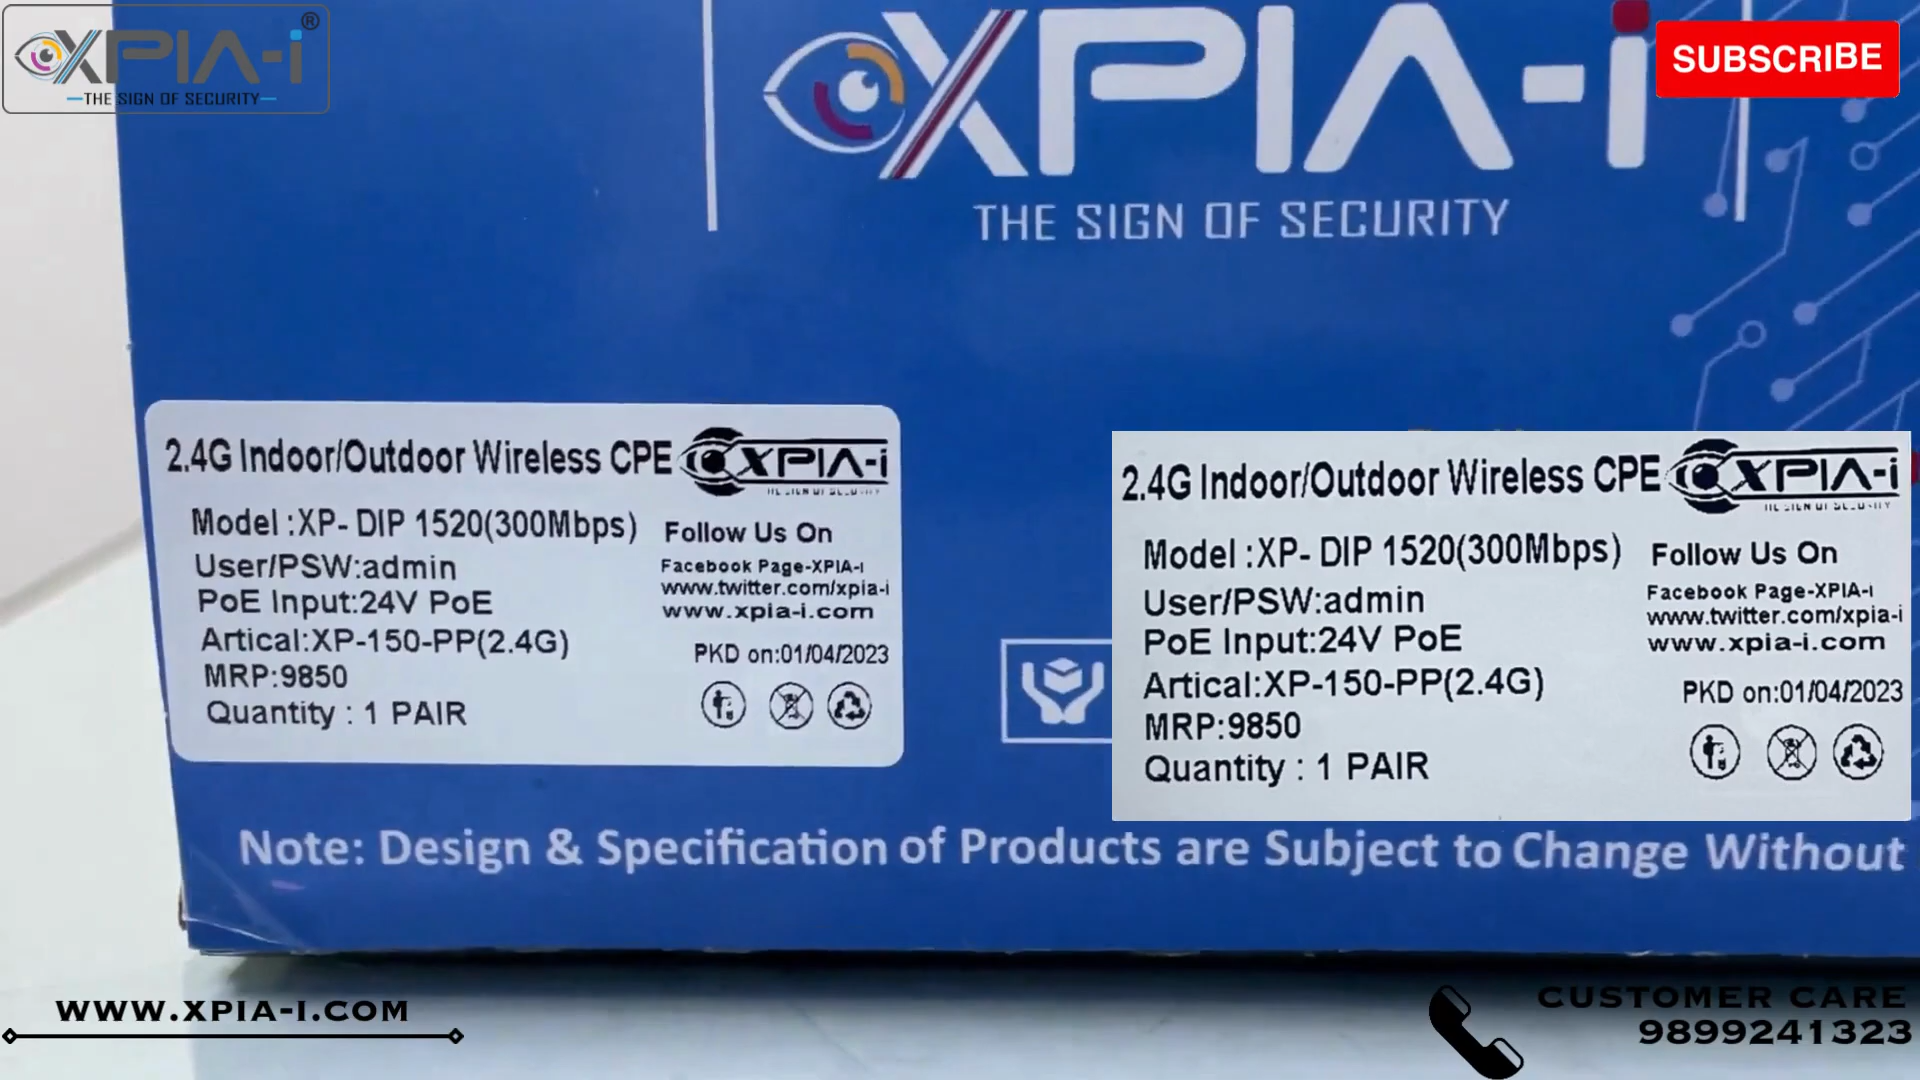 XPIA-i®
THE SIGN OF SECURITY
XPIA-i
THE SIGN OF SECURITY
SUBSCRIBE
2.4G Indoor/Outdoor Wireless CPE XPIA-i
Model :XP- DIP 1520(300Mbps)
User/PSW:admin
PoE Input:24V PoE
Artical:XP-150-PP(2.4G)
MRP:9850
Quantity : 1 PAIR
Follow Us On
Facebook Page-XPIA-i
www.twitter.com/xpia-i
www.xpia-i.com
PKD on:01/04/2023
2.4G Indoor/Outdoor Wireless CPE XPIA-i
Model :XP- DIP 1520(300Mbps)
User/PSW:admin
PoE Input:24V PoE
Artical:XP-150-PP(2.4G)
MRP:9850
Quantity : 1 PAIR
Follow Us On
Facebook Page-XPIA-i
www.twitter.com/xpia-i
www.xpia-i.com
PKD on:01/04/2023
Note: Design & Specification of Products are Subject to Change Without
WWW.XPIA-I.COM
CUSTOMER CARE
9899241323